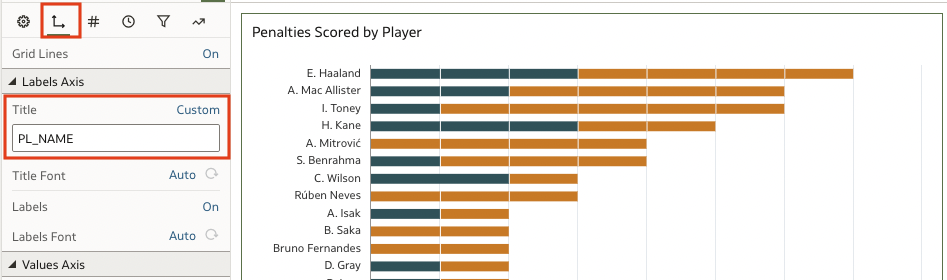 Grid Lines On
Labels Axis
Title Custom
PL_NAME
Title Font Auto
Labels On
Labels Font Auto
Values Axis
Penalties Scored by Player
E. Haaland
A. Mac Allister
I. Toney
H. Kane
A. Mitrović
S. Benrahma
C. Wilson
Rúben Neves
A. Isak
B. Saka
Bruno Fernandes
D. Gray